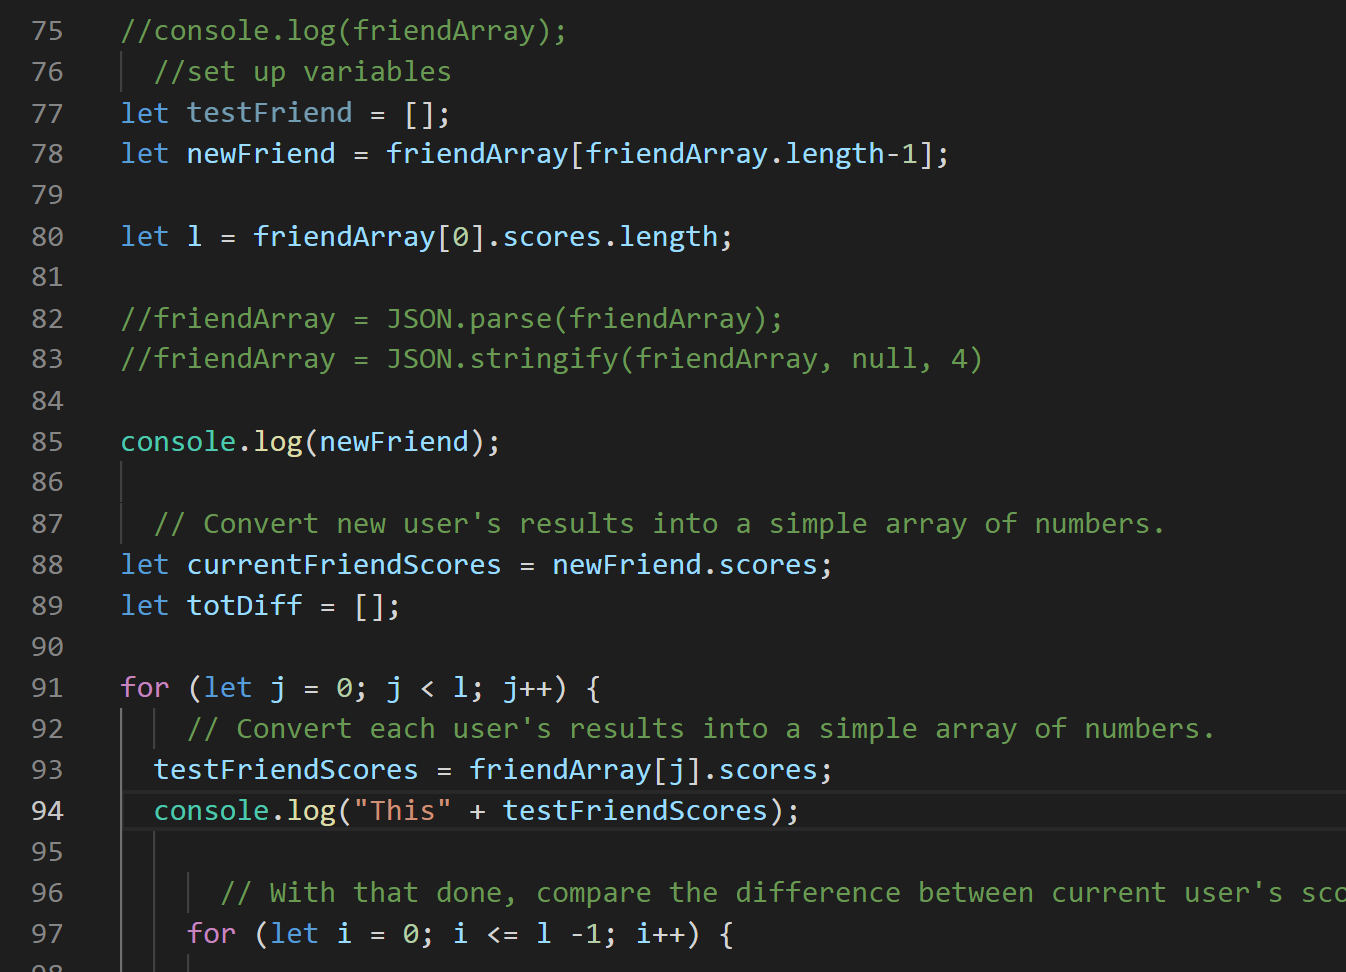 75 //console.log(friendArray);
76 //set up variables
77 let testFriend = [];
78 let newFriend = friendArray[friendArray.length-1];
79
80 let l = friendArray[0].scores.length;
81
82 //friendArray = JSON.parse(friendArray);
83 //friendArray = JSON.stringify(friendArray, null, 4)
84
85 console.log(newFriend);
86
87 // Convert new user's results into a simple array of numbers.
88 let currentFriendScores = newFriend.scores;
89 let totDiff = [];
90
91 for (let j = 0; j < l; j++) {
92 // Convert each user's results into a simple array of numbers.
93 testFriendScores = friendArray[j].scores;
94 console.log("This" + testFriendScores);
95
96 // With that done, compare the difference between current user's sco
97 for (let i = 0; i <= l -1; i++) {
98